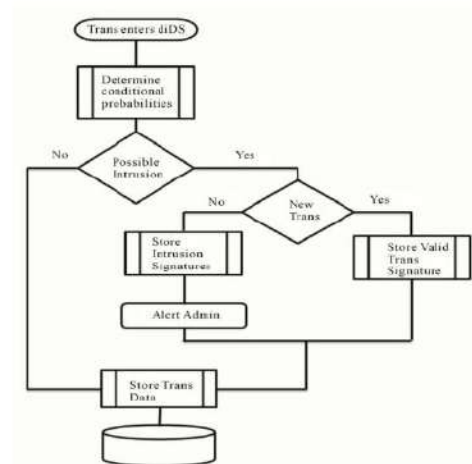 Trans enters diDS
Determine
conditional
probabilities
No
Yes
Possible
Intrusion
No
Yes
New
Trans
Store
Intrusion
Signatures
Store Valid
Trans
Signature
Alert Admin
Store Trans
Data